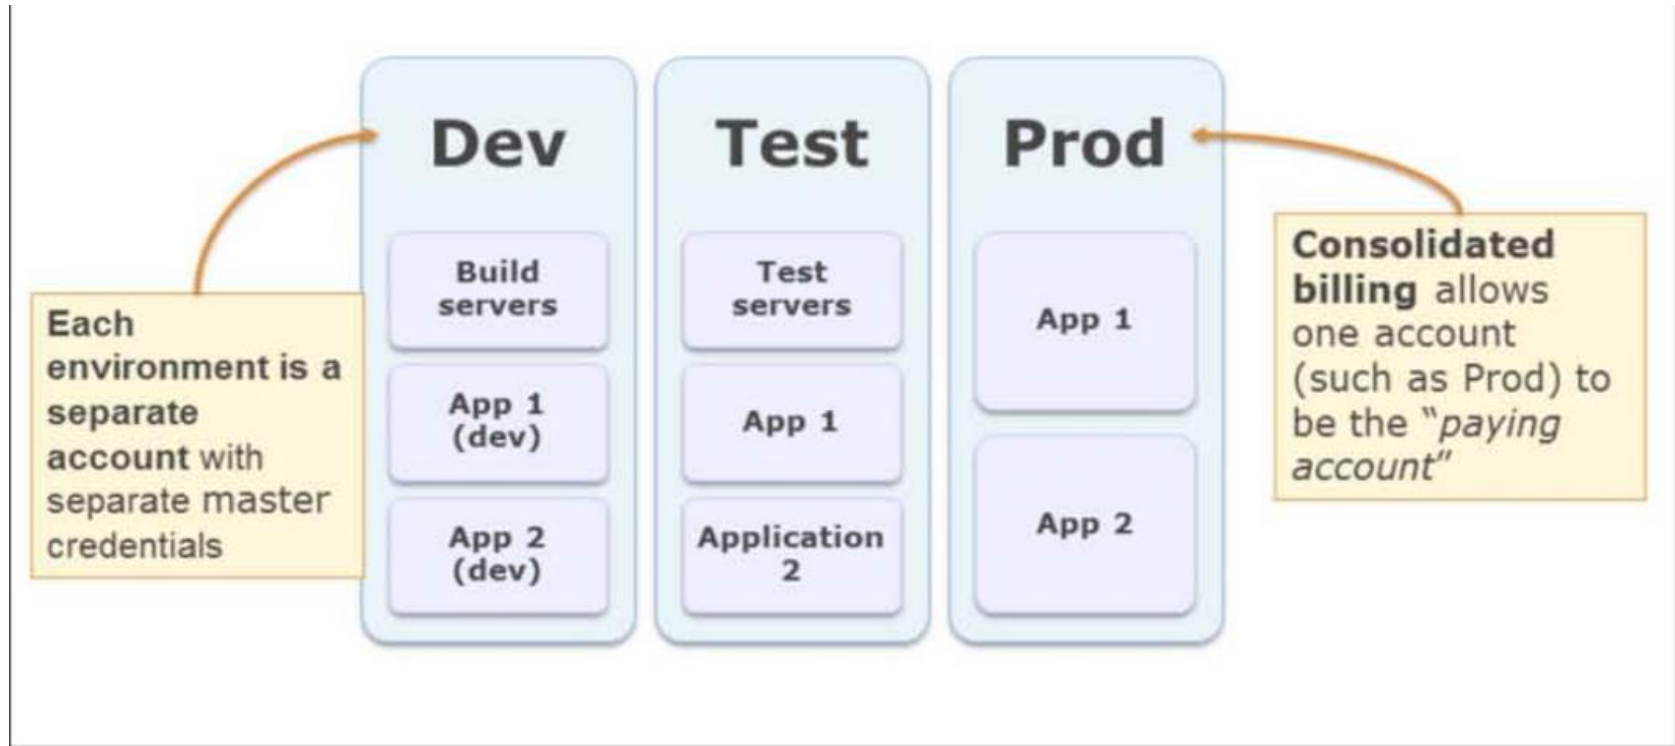 Dev
Test
Prod
Each
environment is a
separate
account with
separate master
credentials
Build
servers
App 1
(dev)
App 2
(dev)
Test
servers
App 1
Application
2
App 1
App 2
Consolidated
billing allows
one account
(such as Prod) to
be the “paying
account”